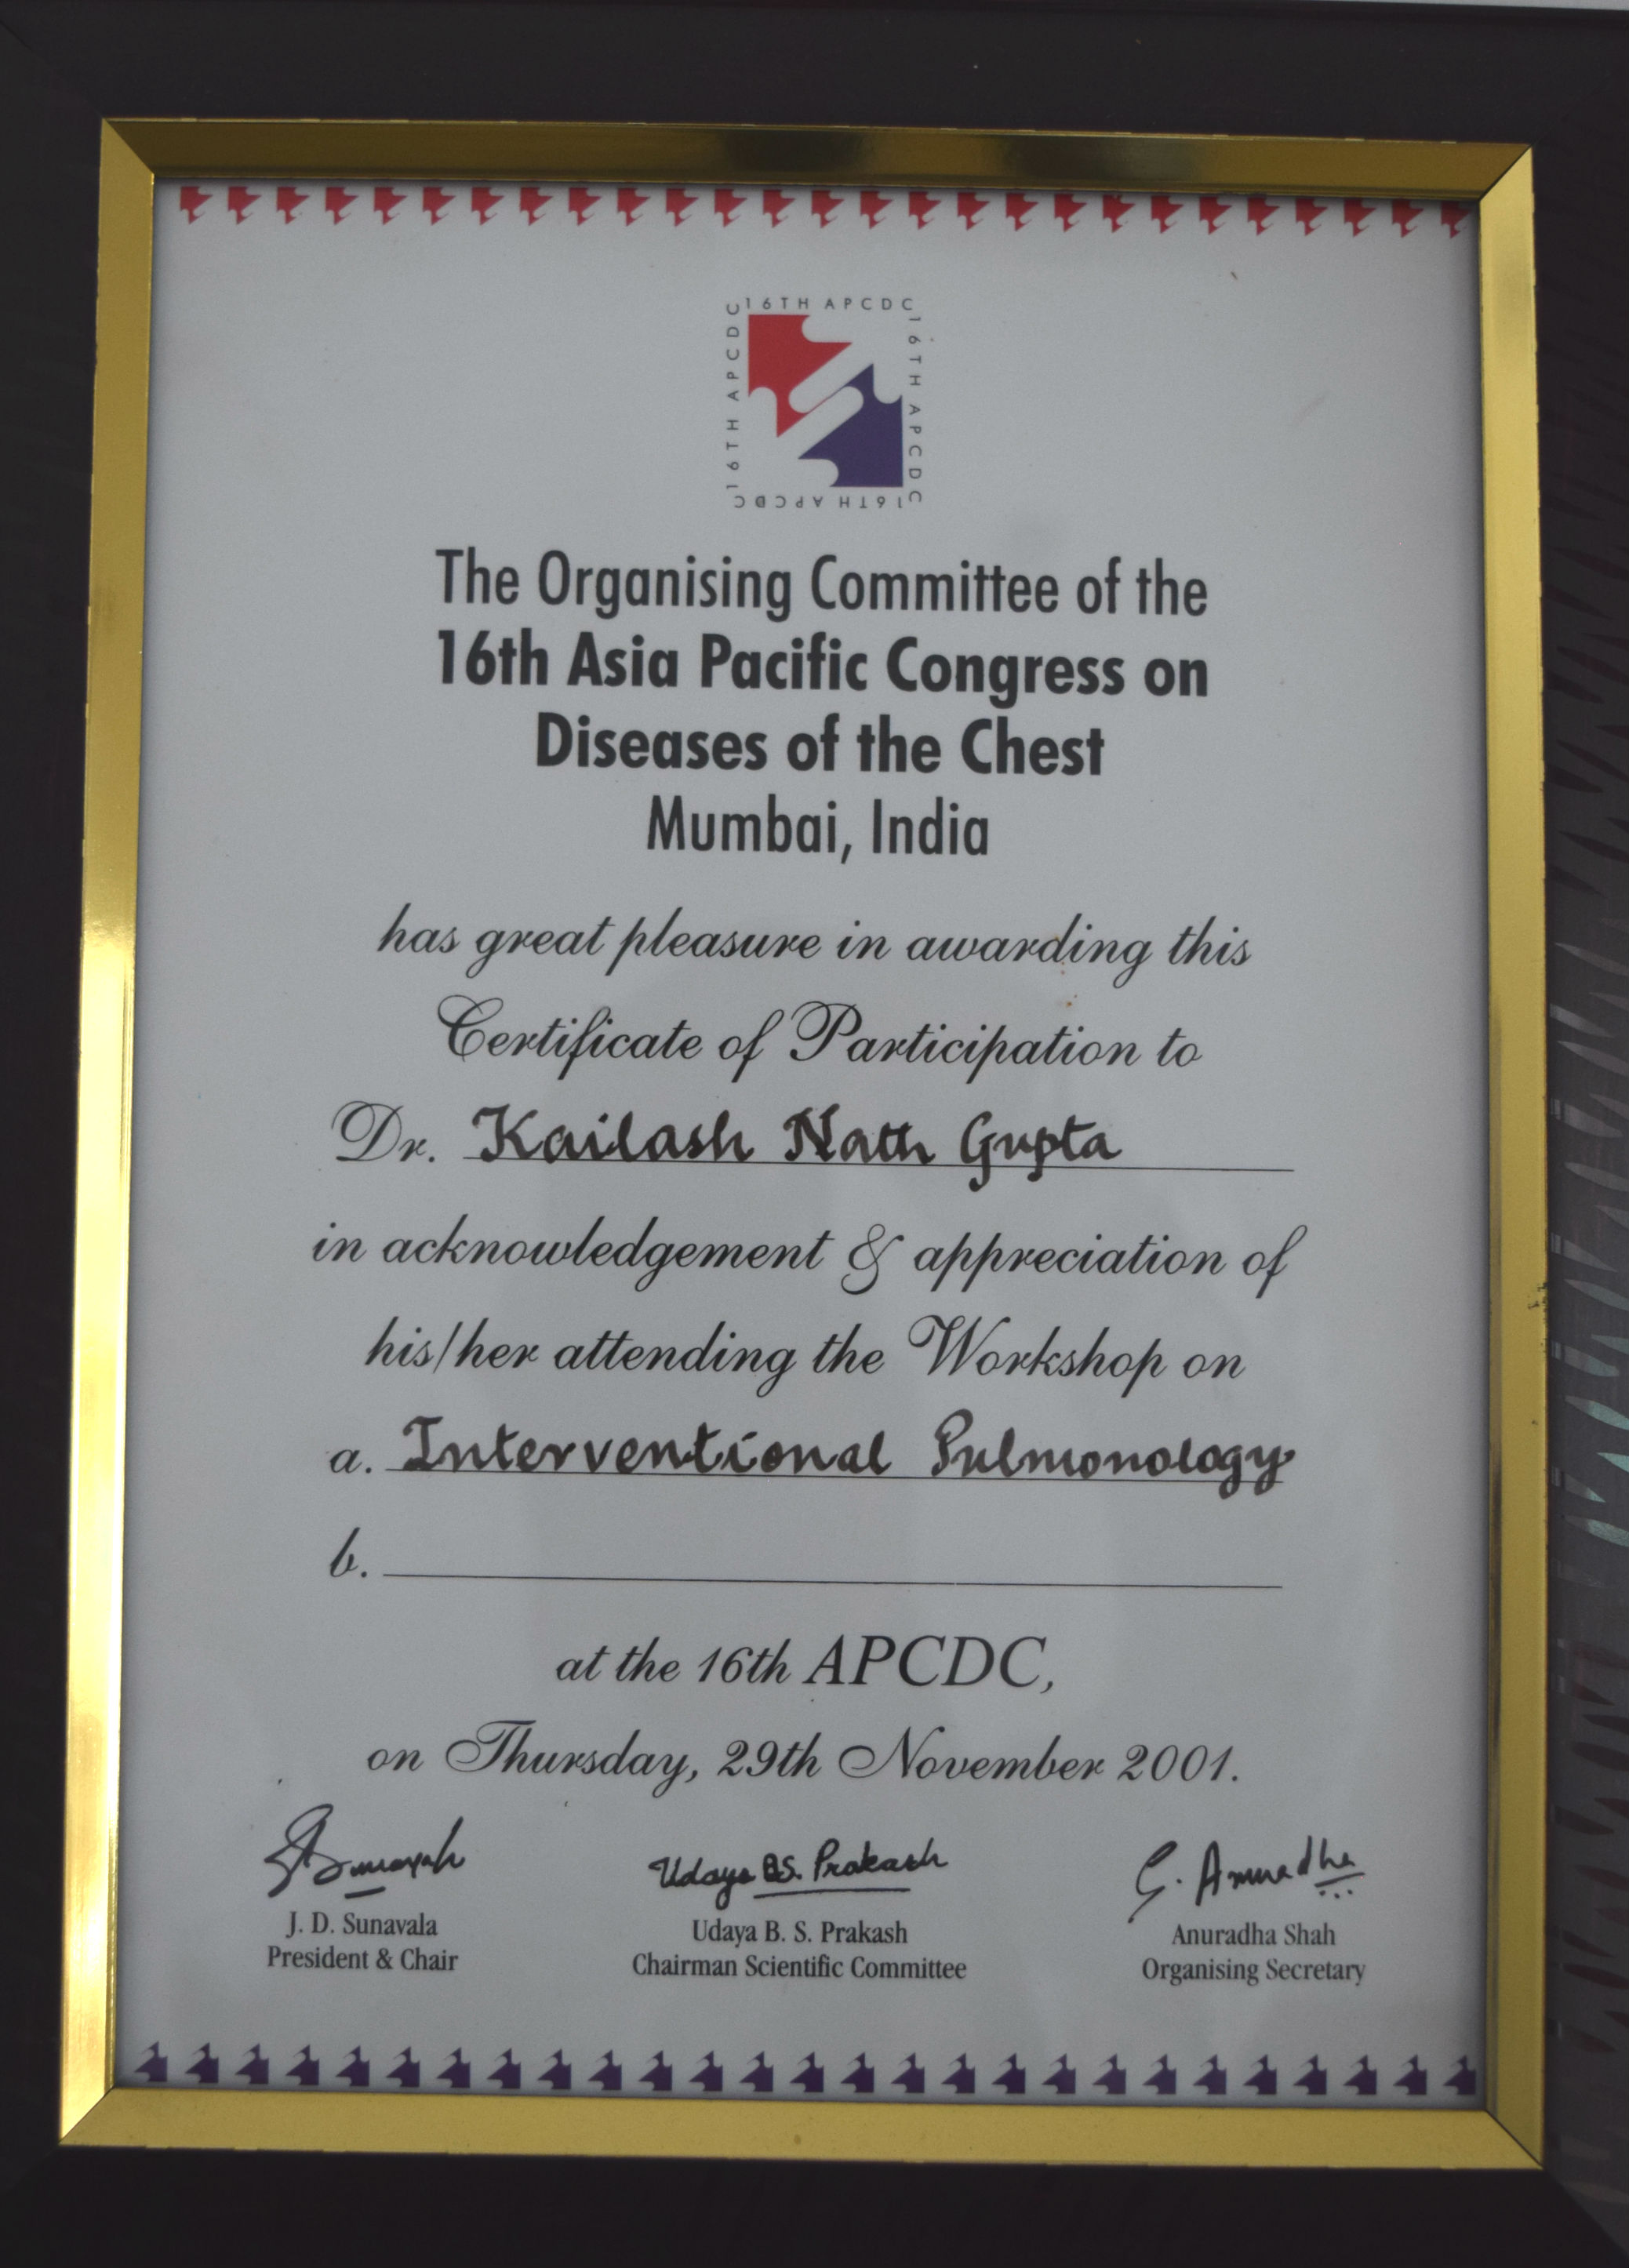 16TH APCDC
16TH APCDC
16TH APCDC
16TH APCDC
The Organising Committee of the
16th Asia Pacific Congress on
Diseases of the Chest
Mumbai, India
has great pleasure in awarding this
Certificate of Participation to
Dr. Kailash Nath Gupta
in acknowledgement & appreciation of
his/her attending the Workshop on
a. Interventional Pulmonology
b.
at the 16th APCDC,
on Thursday, 29th November 2001.
Udaya B.S. Prakash
G. Anuradha
J. D. Sunavala
Udaya B. S. Prakash
Anuradha Shah
President & Chair
Chairman Scientific Committee
Organising Secretary